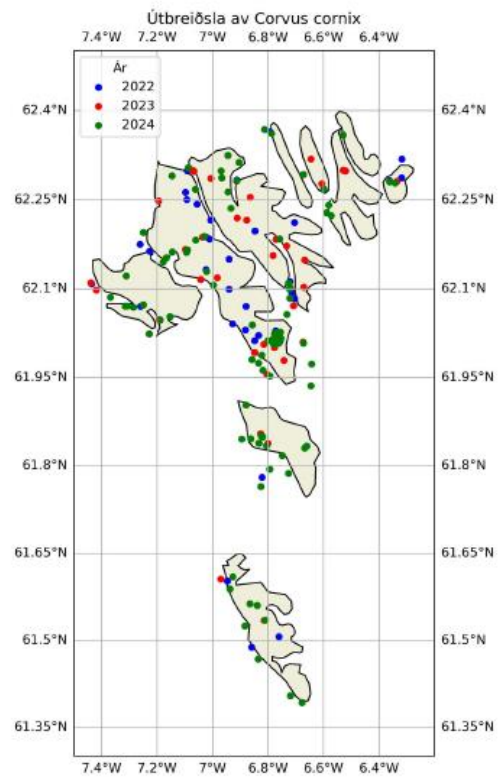 Útbreiðsla av Corvus cornix
7.4°W 7.2°W 7°W 6.8°W 6.6°W 6.4°W
Ár
2022
2023
2024
62.4°N 62.4°N
62.25°N 62.25°N
62.1°N 62.1°N
61.95°N 61.95°N
61.8°N 61.8°N
61.65°N 61.65°N
61.5°N 61.5°N
61.35°N 61.35°N
7.4°W 7.2°W 7°W 6.8°W 6.6°W 6.4°W